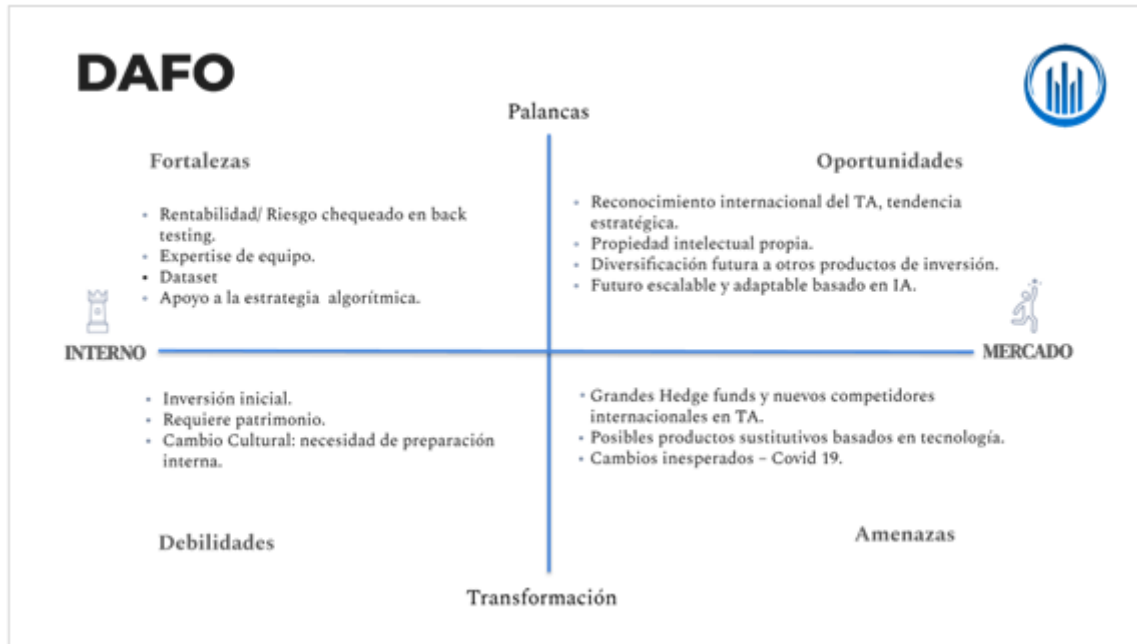 DAFO
Palancas
Fortalezas
• Rentabilidad/ Riesgo chequeado en back
testing.
• Expertise de equipo.
• Dataset
• Apoyo a la estrategia algorítmica.
Oportunidades
• Reconocimiento internacional del TA, tendencia
estratégica.
• Propiedad intelectual propia.
• Diversificación futura a otros productos de inversión.
• Futuro escalable y adaptable basado en IA.
INTERNO
MERCADO
• Inversión inicial.
• Requiere patrimonio.
• Cambio Cultural: necesidad de preparación
interna.
Debilidades
• Grandes Hedge funds y nuevos competidores
internacionales en TA.
• Posibles productos sustitutivos basados en tecnología.
• Cambios inesperados – Covid 19.
Amenazas
Transformación